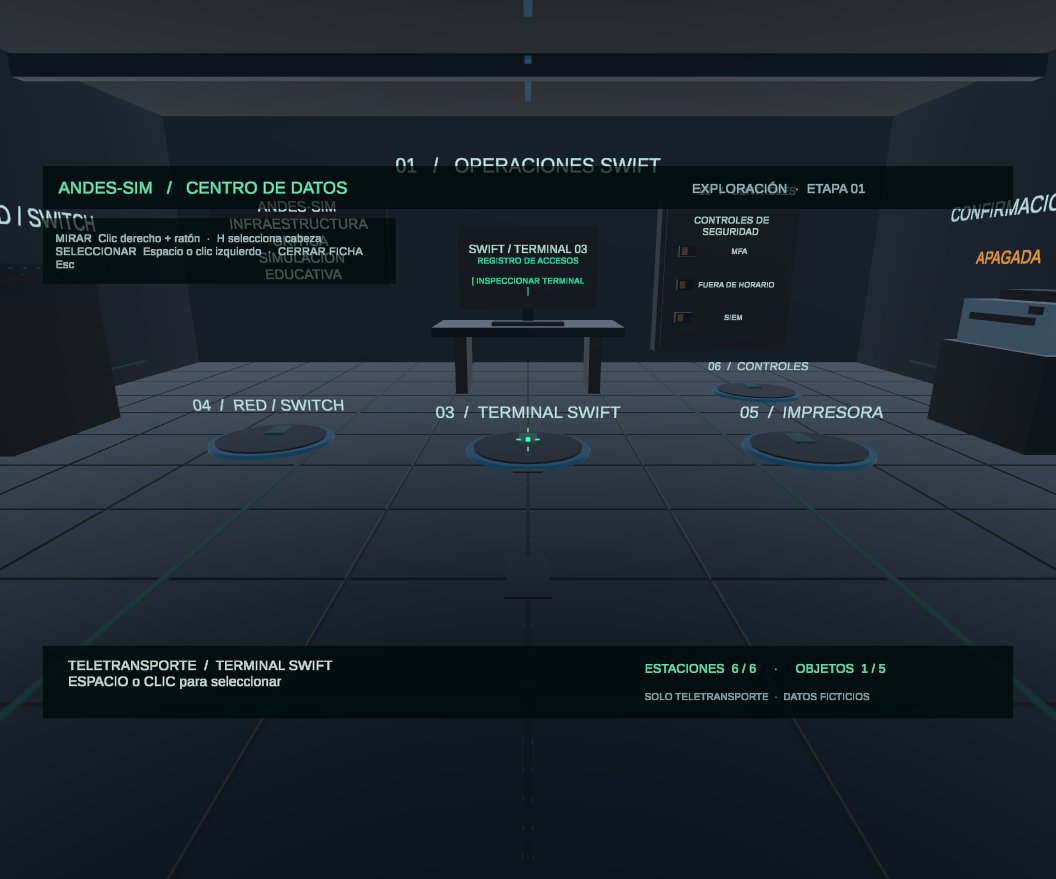 01 / OPERACIONES SWIFT
ANDES-SIM / CENTRO DE DATOS
EXPLORACIÓN · ETAPA 01
D I SWITCH
ANDES-SIM
INFRAESTRUCTURA
SIMULACIÓN
EDUCATIVA
MIRAR Clic derecho + ratón · H selecciona cabeza
SELECCIONAR Espacio o clic izquierdo · CERRAR FICHA
Esc
SWIFT / TERMINAL 03
REGISTRO DE ACCESOS
[ INSPECCIONAR TERMINAL
]
CONTROLES DE
SEGURIDAD
MFA
FUERA DE HORARIO
SIEM
CONFIRMACIO
APAGADA
06 / CONTROLES
04 / RED / SWITCH
03 / TERMINAL SWIFT
05 / IMPRESORA
TELETRANSPORTE / TERMINAL SWIFT
ESPACIO o CLIC para seleccionar
ESTACIONES 6 / 6 · OBJETOS 1 / 5
SOLO TELETRANSPORTE · DATOS FICTICIOS